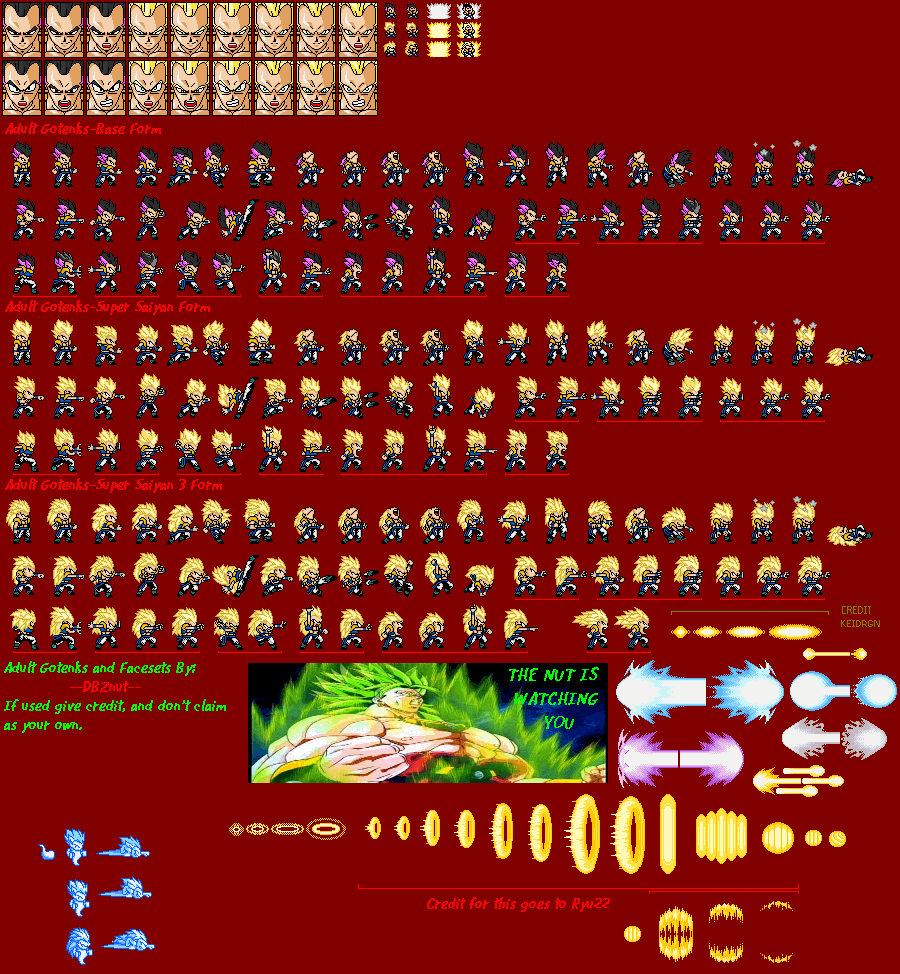 Adult Gotenks-Base Form
Adult Gotenks-Super Saiyan Form
Adult Gotenks-Super Saiyan 3 Form
CREDIT
KEIDRGN
Adult Gotenks and Facesets By:
---DBZnut---
If used give credit, and don't claim
as your own.
THE NUT IS
WATCHING
YOU
Credit for this goes to Ryu22